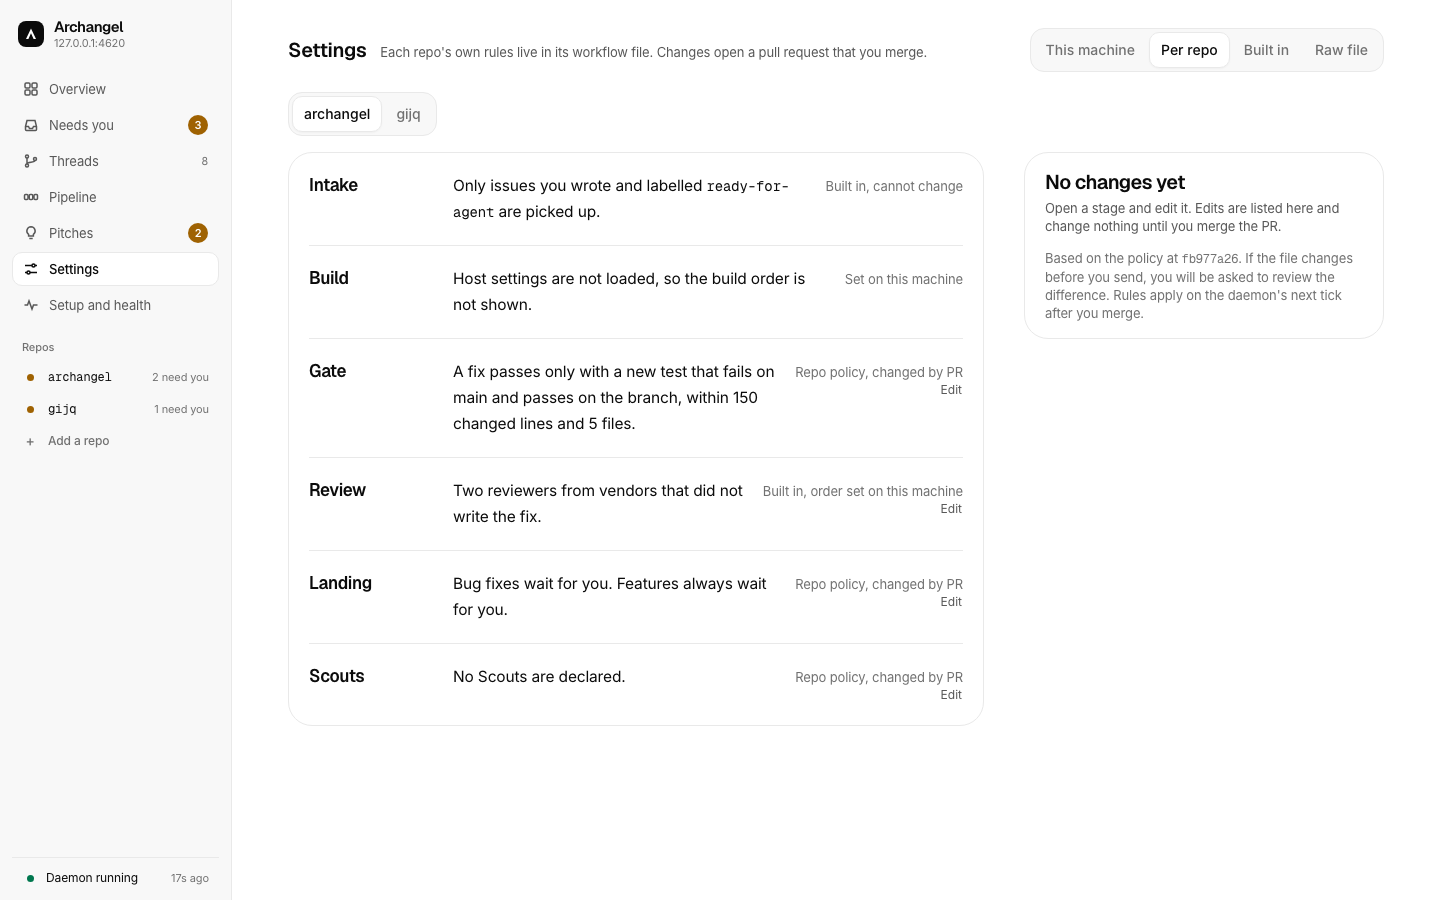 Archangel
127.0.0.1:4620
Overview
Needs you 3
Threads 8
Pipeline
Pitches 2
Settings
Setup and health
Repos
archangel 2 need you
gijq 1 need you
+ Add a repo
Daemon running 17s ago
Settings Each repo's own rules live in its workflow file. Changes open a pull request that you merge.
This machine Per repo Built in Raw file
archangel gijq
Intake
Only issues you wrote and labelled ready-for-
agent are picked up.
Built in, cannot change
Build
Host settings are not loaded, so the build order is
not shown.
Set on this machine
Gate
A fix passes only with a new test that fails on
main and passes on the branch, within 150
changed lines and 5 files.
Repo policy, changed by PR
Edit
Review
Two reviewers from vendors that did not
write the fix.
Built in, order set on this machine
Edit
Landing
Bug fixes wait for you. Features always wait
for you.
Repo policy, changed by PR
Edit
Scouts
No Scouts are declared.
Repo policy, changed by PR
Edit
No changes yet
Open a stage and edit it. Edits are listed here and
change nothing until you merge the PR.
Based on the policy at fb977a26. If the file changes
before you send, you will be asked to review the
difference. Rules apply on the daemon's next tick
after you merge.